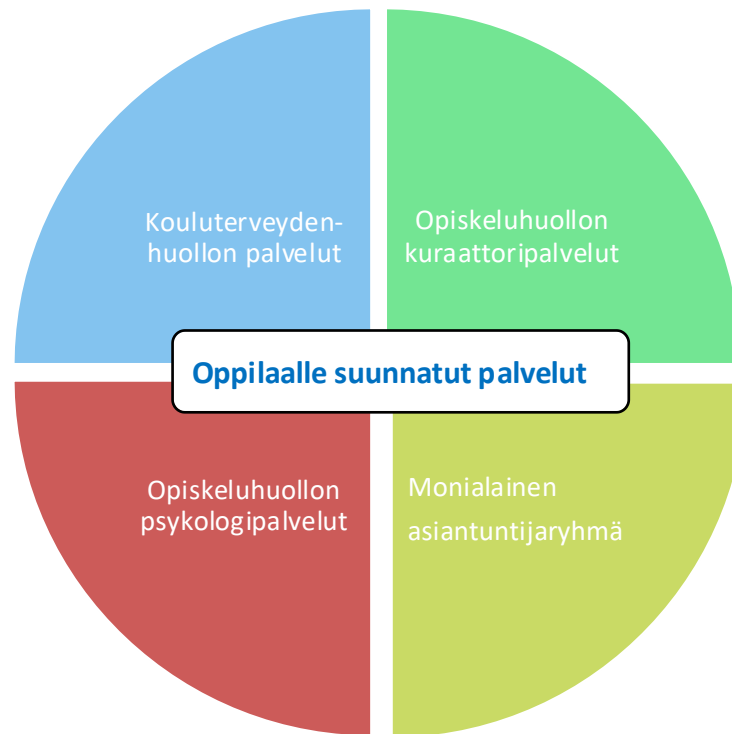 Kouluterveyden-
huollon palvelut
Opiskeluhuollon
kuraattoripalvelut
Oppilaalle suunnatut palvelut
Opiskeluhuollon
psykologipalvelut
Monialainen
asiantuntijaryhmä